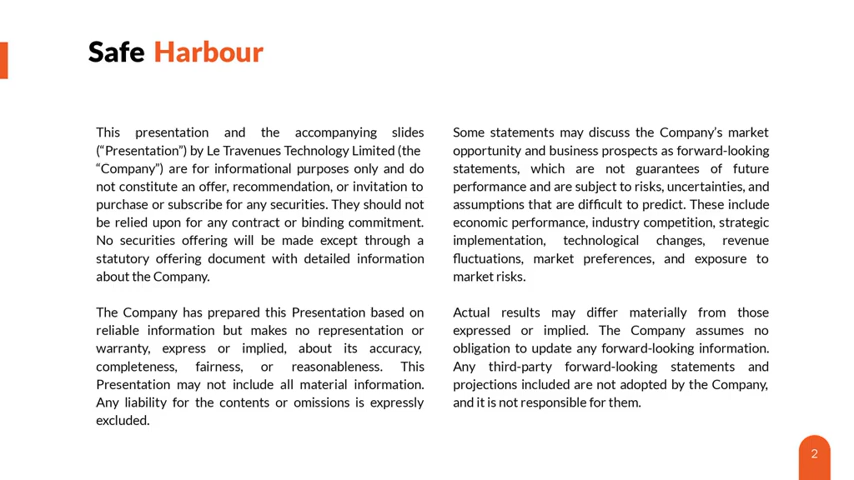 Safe Harbour
This presentation and the accompanying slides
(“Presentation”) by Le Travenues Technology Limited (the
“Company”) are for informational purposes only and do
not constitute an offer, recommendation, or invitation to
purchase or subscribe for any securities. They should not
be relied upon for any contract or binding commitment.
No securities offering will be made except through a
statutory offering document with detailed information
about the Company.
The Company has prepared this Presentation based on
reliable information but makes no representation or
warranty, express or implied, about its accuracy,
completeness, fairness, or reasonableness. This
Presentation may not include all material information.
Any liability for the contents or omissions is expressly
excluded.
Some statements may discuss the Company’s market
opportunity and business prospects as forward-looking
statements, which are not guarantees of future
performance and are subject to risks, uncertainties, and
assumptions that are difficult to predict. These include
economic performance, industry competition, strategic
implementation, technological changes, revenue
fluctuations, market preferences, and exposure to
market risks.
Actual results may differ materially from those
expressed or implied. The Company assumes no
obligation to update any forward-looking information.
Any third-party forward-looking statements and
projections included are not adopted by the Company,
and it is not responsible for them.
2